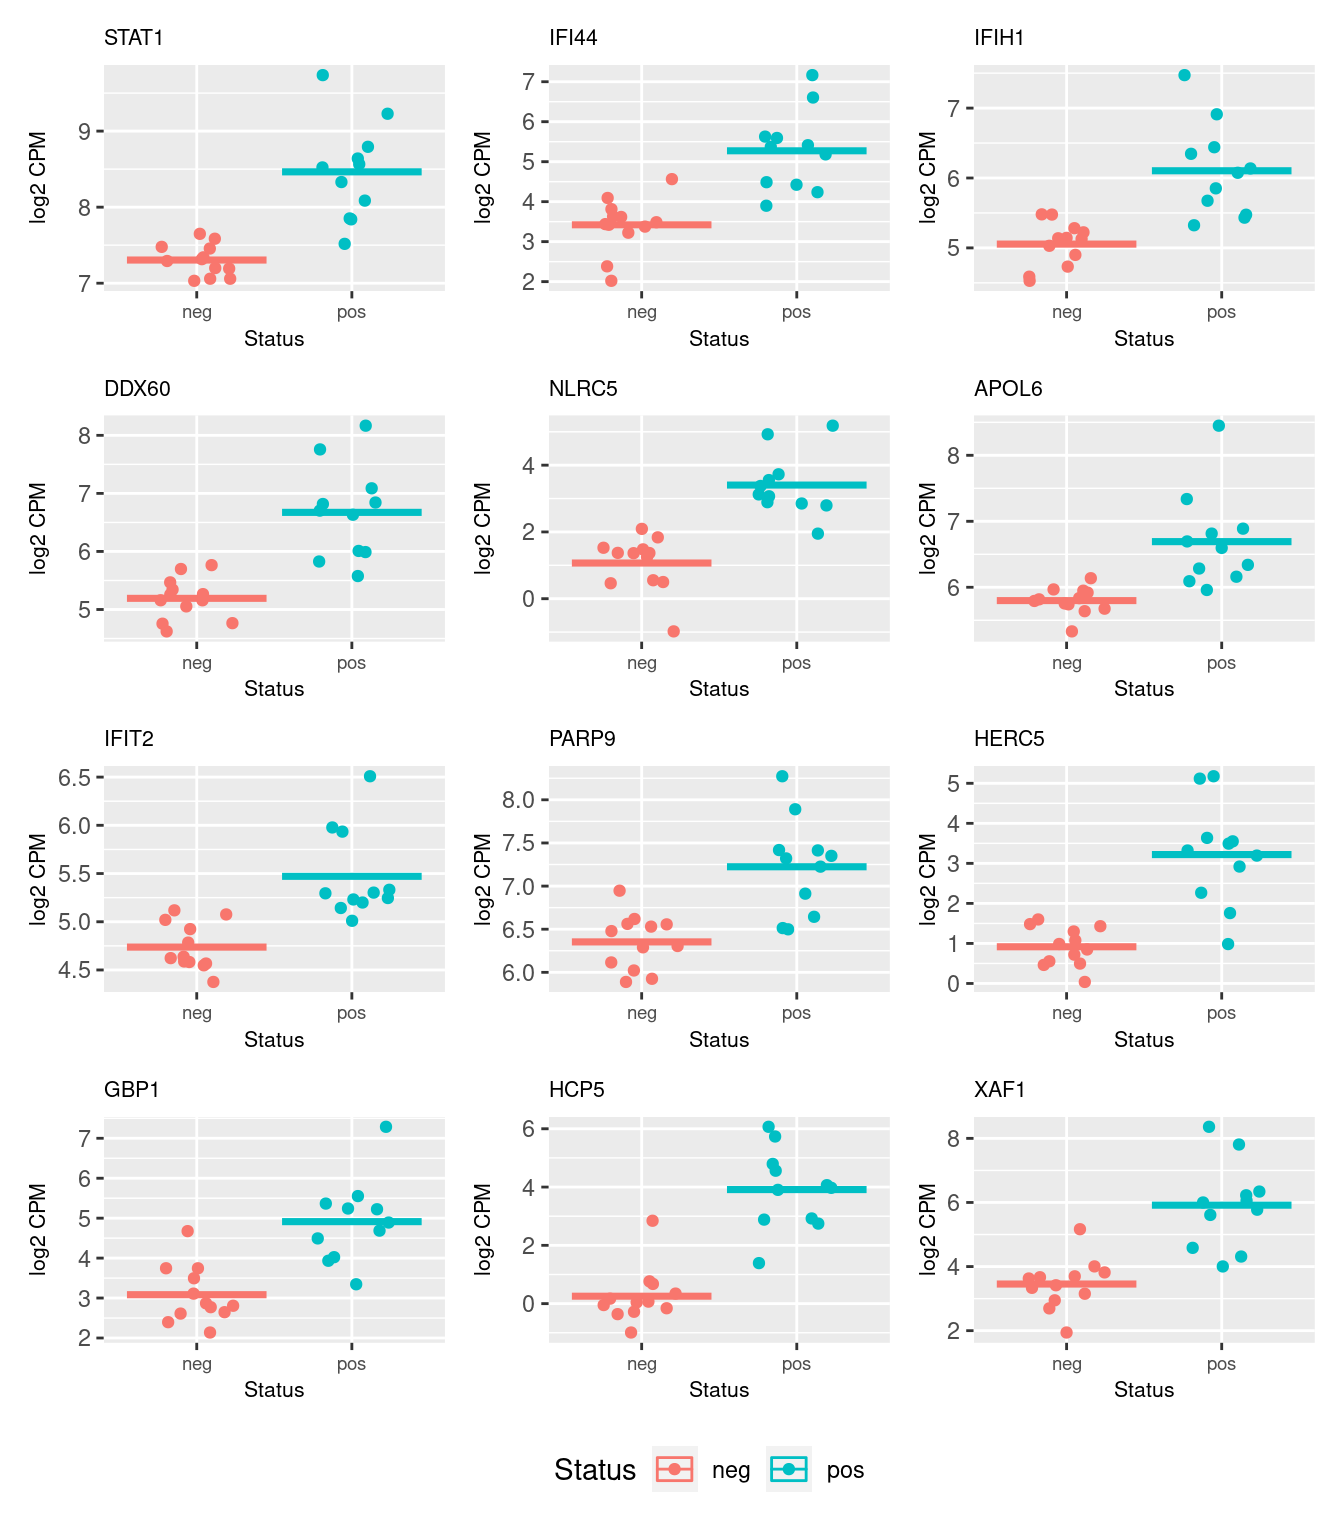 STAT1 IFI44 IFIH1
log2 CPM 9 8 7 log2 CPM 7 6 5 4 3 2 log2 CPM 7 6 5
neg pos neg pos neg pos
Status Status Status
DDX60 NLRC5 APOL6
log2 CPM 8 7 6 5 log2 CPM 4 2 0 log2 CPM 8 7 6
neg pos neg pos neg pos
Status Status Status
IFIT2 PARP9 HERC5
log2 CPM 6.5 6.0 5.5 5.0 4.5 log2 CPM 8.0 7.5 7.0 6.5 6.0 log2 CPM 5 4 3 2 1 0
neg pos neg pos neg pos
Status Status Status
GBP1 HCP5 XAF1
log2 CPM 7 6 5 4 3 2 log2 CPM 6 4 2 0 log2 CPM 8 6 4 2
neg pos neg pos neg pos
Status Status Status
Status neg pos